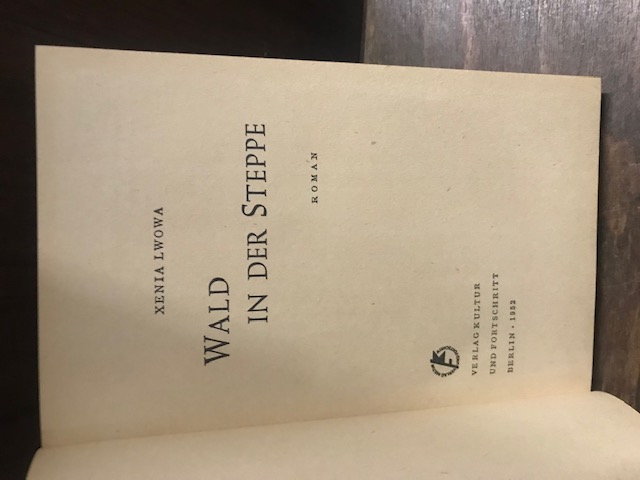 XENIA LWOWA
WALD
IN DER STEPPE
ROMAN
VERLAG KULTUR
UND FORTSCHRITT
BERLIN · 1952